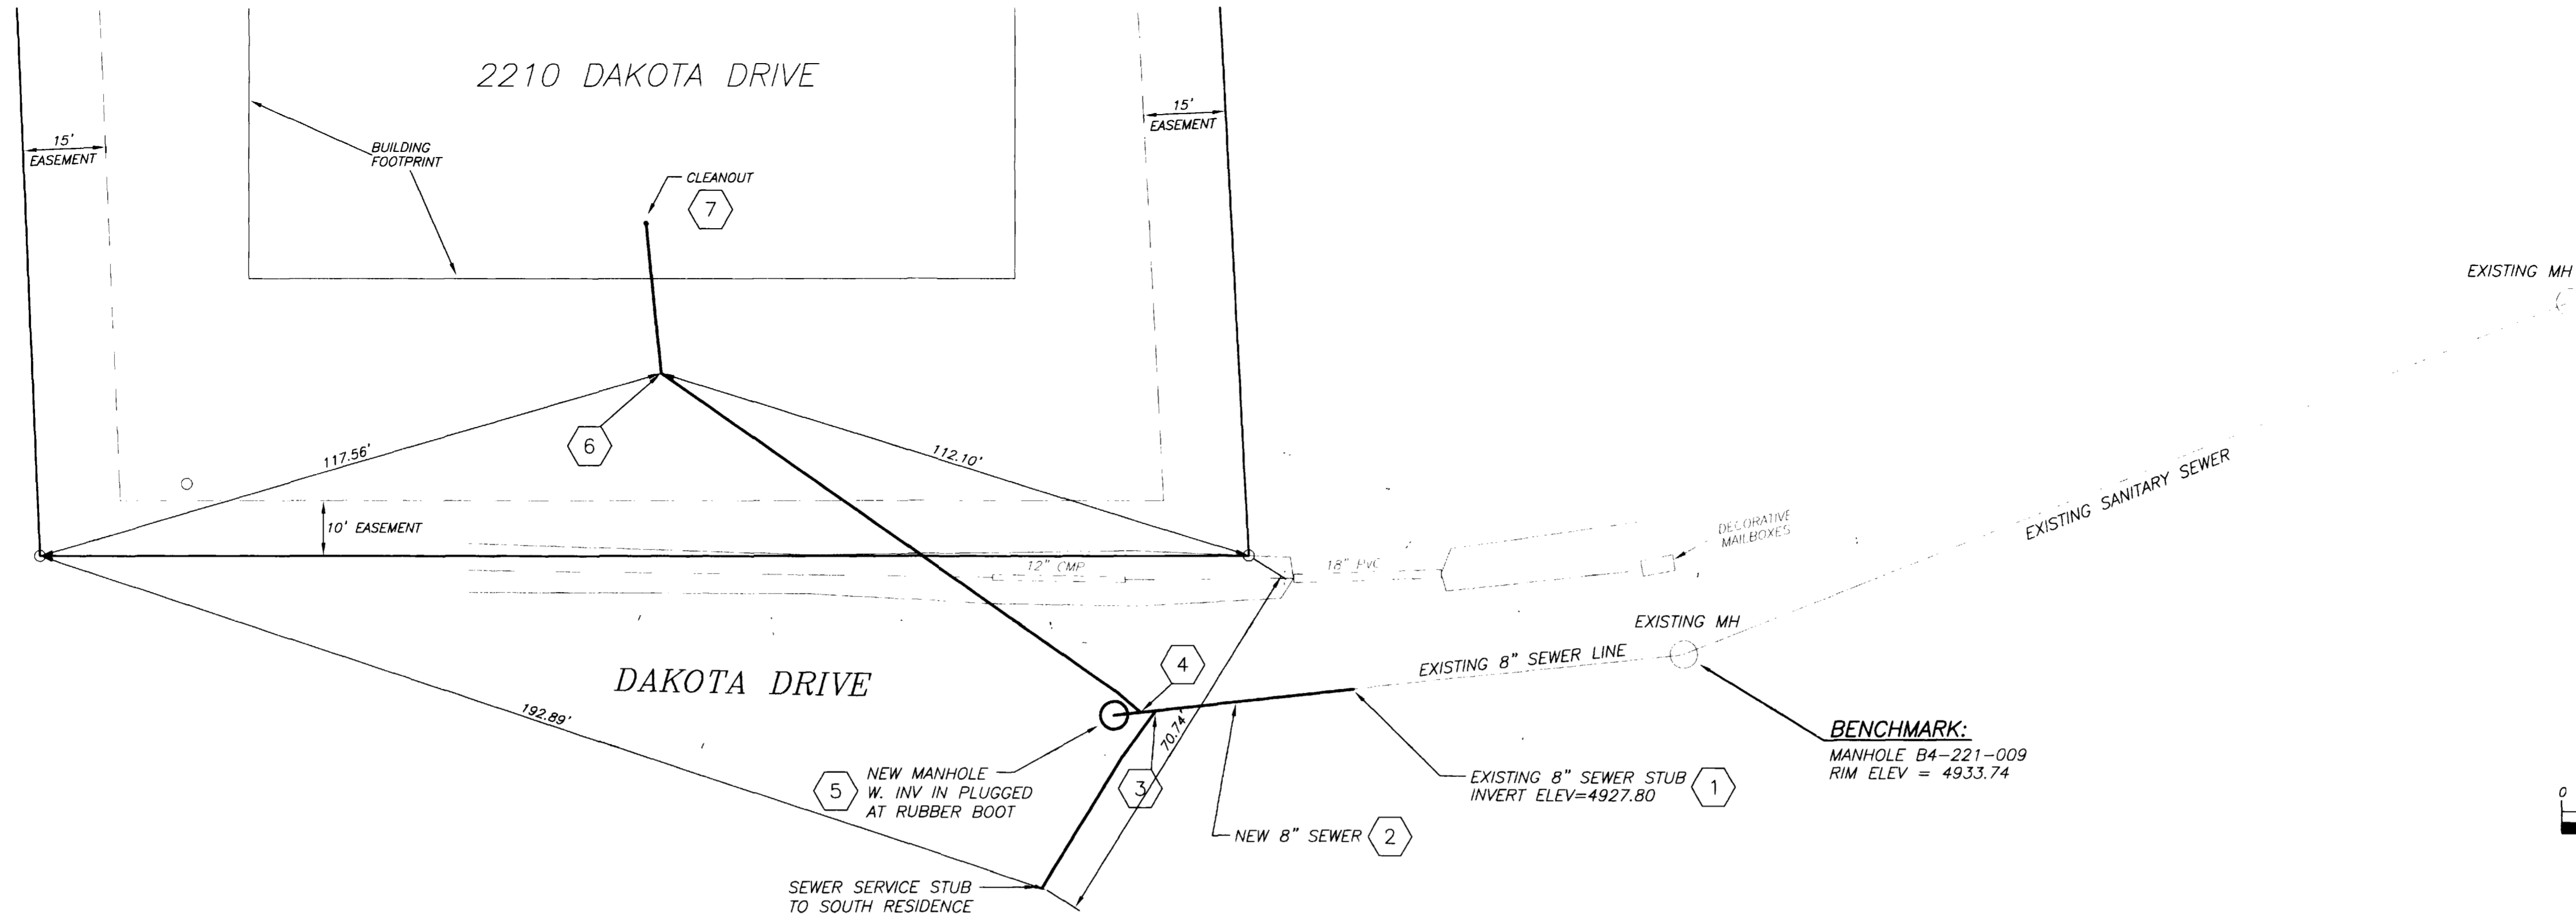 2210 DAKOTA DRIVE
15'
EASEMENT
15'
EASEMENT
BUILDING
FOOTPRINT
CLEANOUT
7
EXISTING MH
6
117.56'
112.10'
10' EASEMENT
12" CMP
18" PVC
DECORATIVE
MAILBOXES
EXISTING SANITARY SEWER
EXISTING MH
EXISTING 8" SEWER LINE
4
DAKOTA DRIVE
192.89'
70.74'
BENCHMARK:
MANHOLE B4-221-009
RIM ELEV = 4933.74
5
NEW MANHOLE
W. INV IN PLUGGED
AT RUBBER BOOT
3
EXISTING 8" SEWER STUB
INVERT ELEV=4927.80
1
NEW 8" SEWER
2
0
SEWER SERVICE STUB
TO SOUTH RESIDENCE